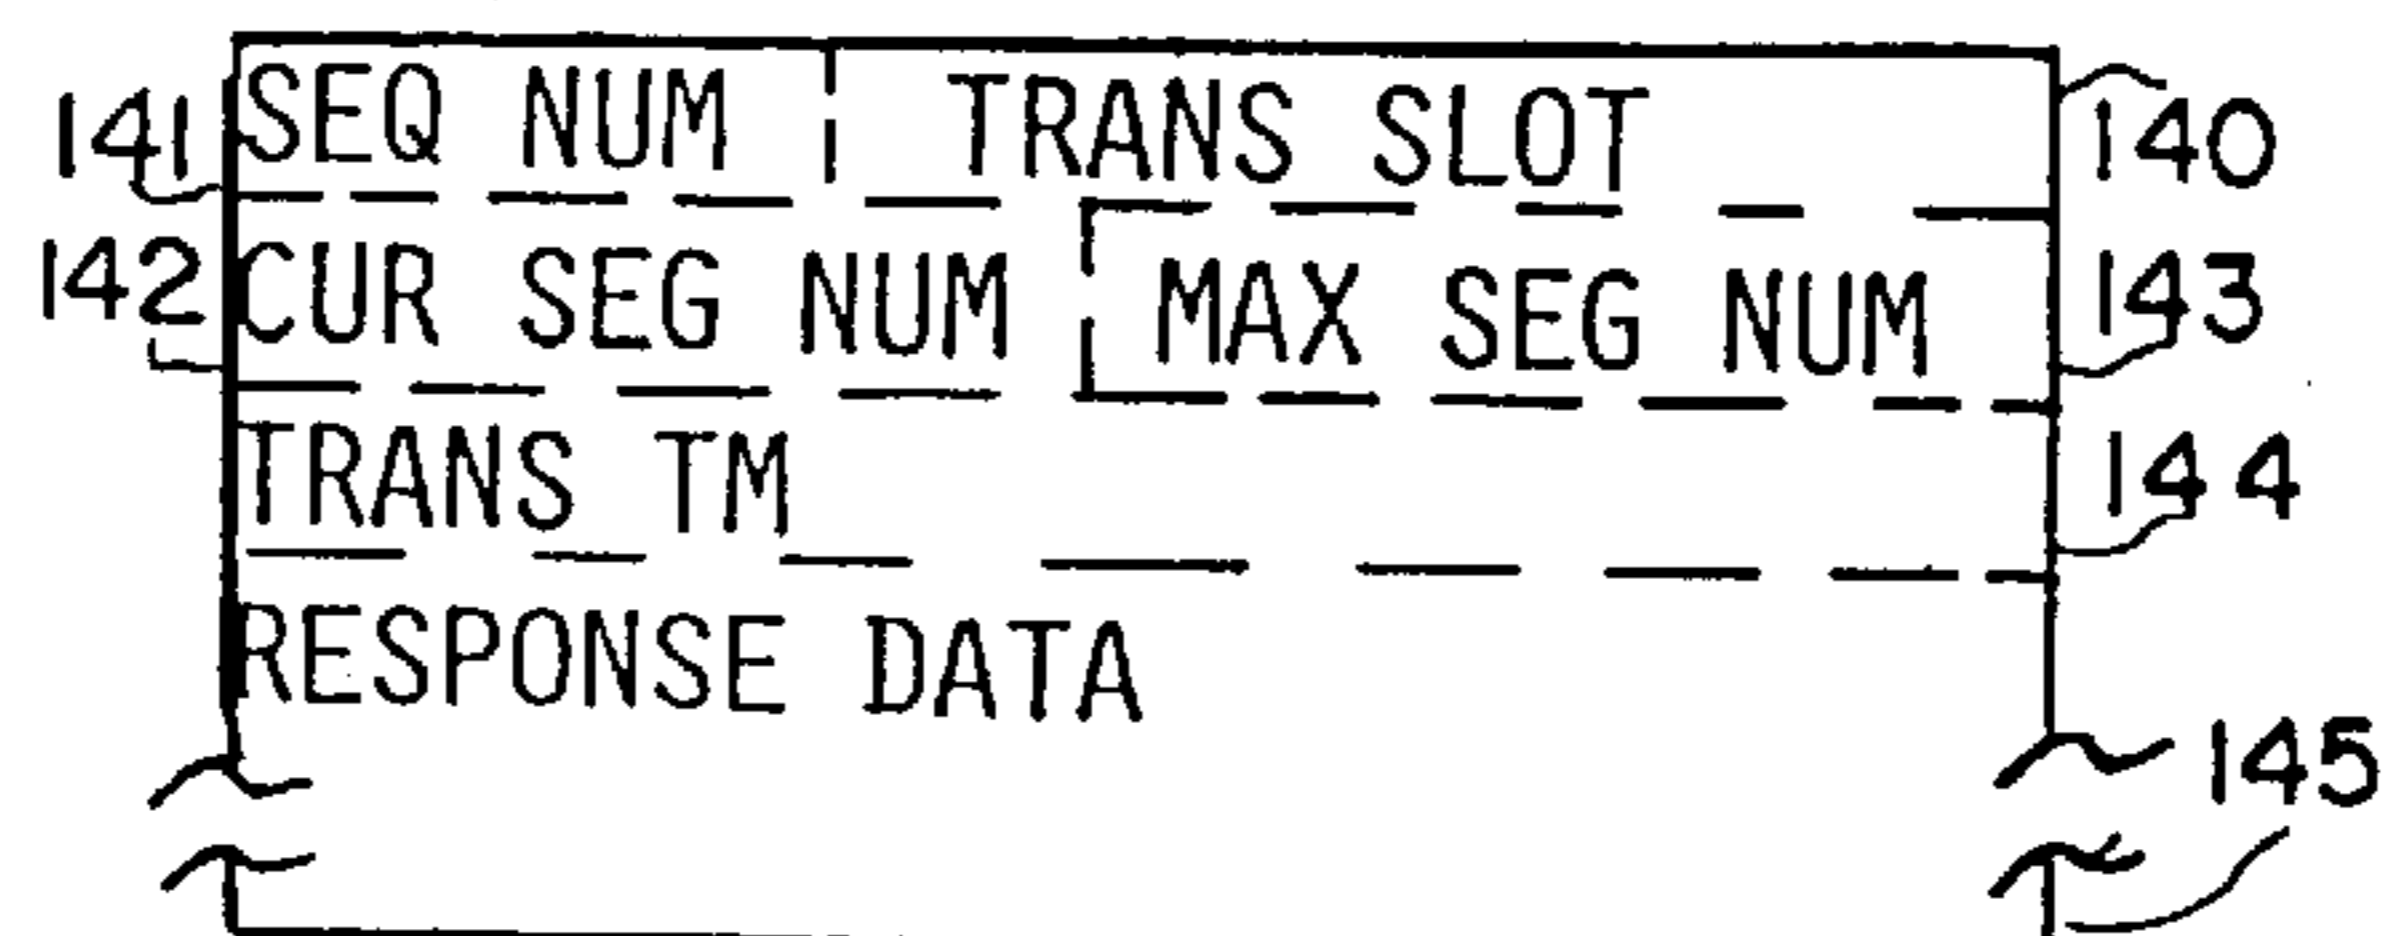 141 SEQ NUM TRANS SLOT 140
142 CUR SEG NUM MAX SEG NUM 143
TRANS TM 144
RESPONSE DATA
145